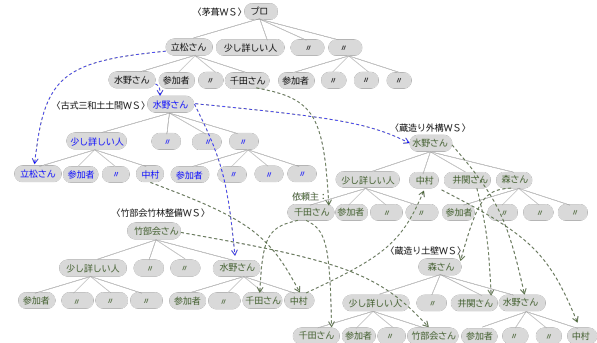 〈茅葺WS〉 プロ
立松さん 少し詳しい人 〃 〃
水野さん 参加者 〃 千田さん 参加者 〃 〃 〃
〈古式三和土土間WS〉 水野さん
少し詳しい人 〃 〃 〃
立松さん 参加者 〃 中村 参加者 〃 〃 〃
〈蔵造り外構WS〉
水野さん
少し詳しい人 中村 井関さん 森さん
依頼主：
千田さん 参加者 〃 〃 参加者 〃 〃 〃
〈竹部会竹林整備WS〉
竹部会さん
少し詳しい人 〃 〃 水野さん
参加者 〃 〃 〃 参加者 〃 千田さん 中村
〈蔵造り土壁WS〉
森さん
少し詳しい人 〃 井関さん 水野さん
千田さん 参加者 〃 竹部会さん 参加者 〃 〃 中村